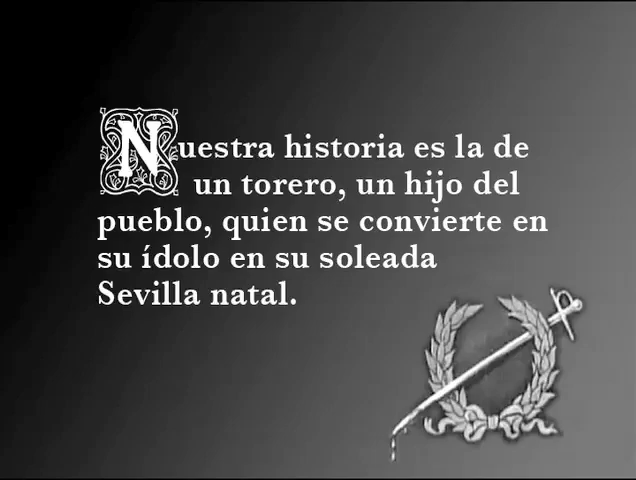 Nuestra historia es la de
un torero, un hijo del
pueblo, quien se convierte en
su ídolo en su soleada
Sevilla natal.